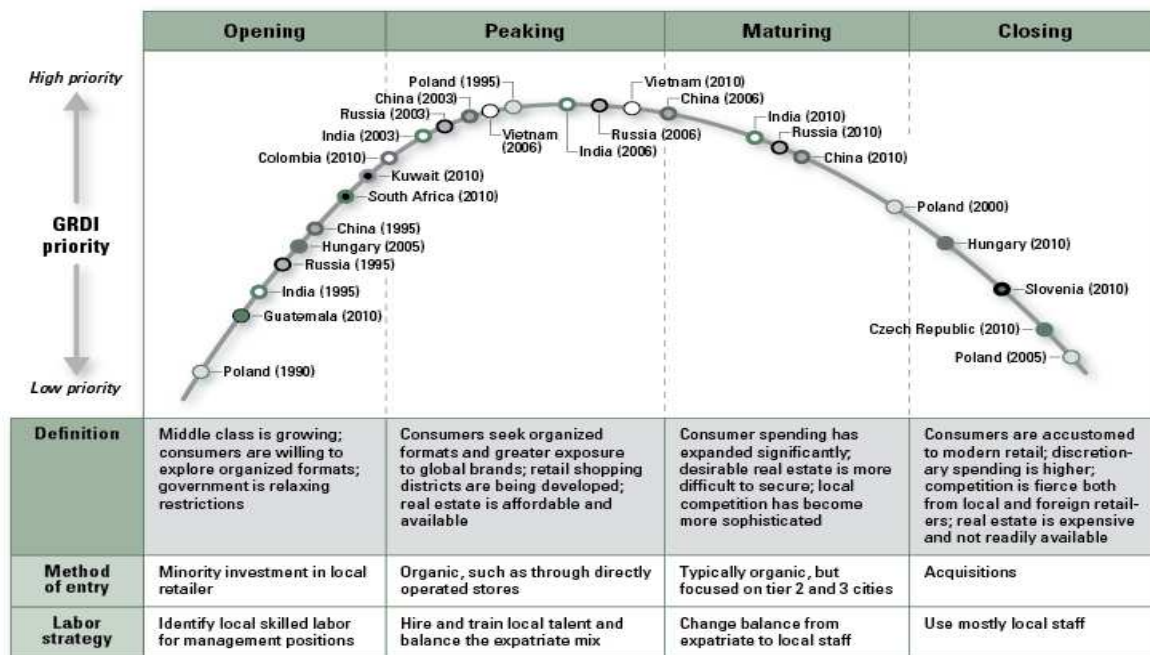 Opening
Peaking
Maturing
Closing
High priority
GRDI
priority
Low priority
Poland (1995)
China (2003)
Russia (2003)
India (2003)
Colombia (2010)
Kuwait (2010)
South Africa (2010)
China (1995)
Hungary (2005)
Russia (1995)
India (1995)
Guatemala (2010)
Poland (1990)
Vietnam
(2006)
India (2006)
Russia (2006)
Vietnam (2010)
China (2006)
India (2010)
Russia (2010)
China (2010)
Poland (2000)
Hungary (2010)
Slovenia (2010)
Czech Republic (2010)
Poland (2005)
Definition
Middle class is growing;
consumers are willing to
explore organized formats;
government is relaxing
restrictions
Consumers seek organized
formats and greater exposure
to global brands; retail shopping
districts are being developed;
real estate is affordable and
available
Consumer spending has
expanded significantly;
desirable real estate is more
difficult to secure; local
competition has become
more sophisticated
Consumers are accustomed
to modern retail; discretion-
ary spending is higher;
competition is fierce both
from local and foreign retail-
ers; real estate is expensive
and not readily available
Method
of entry
Minority investment in local
retailer
Organic, such as through directly
operated stores
Typically organic, but
focused on tier 2 and 3 cities
Acquisitions
Labor
strategy
Identify local skilled labor
for management positions
Hire and train local talent and
balance the expatriate mix
Change balance from
expatriate to local staff
Use mostly local staff